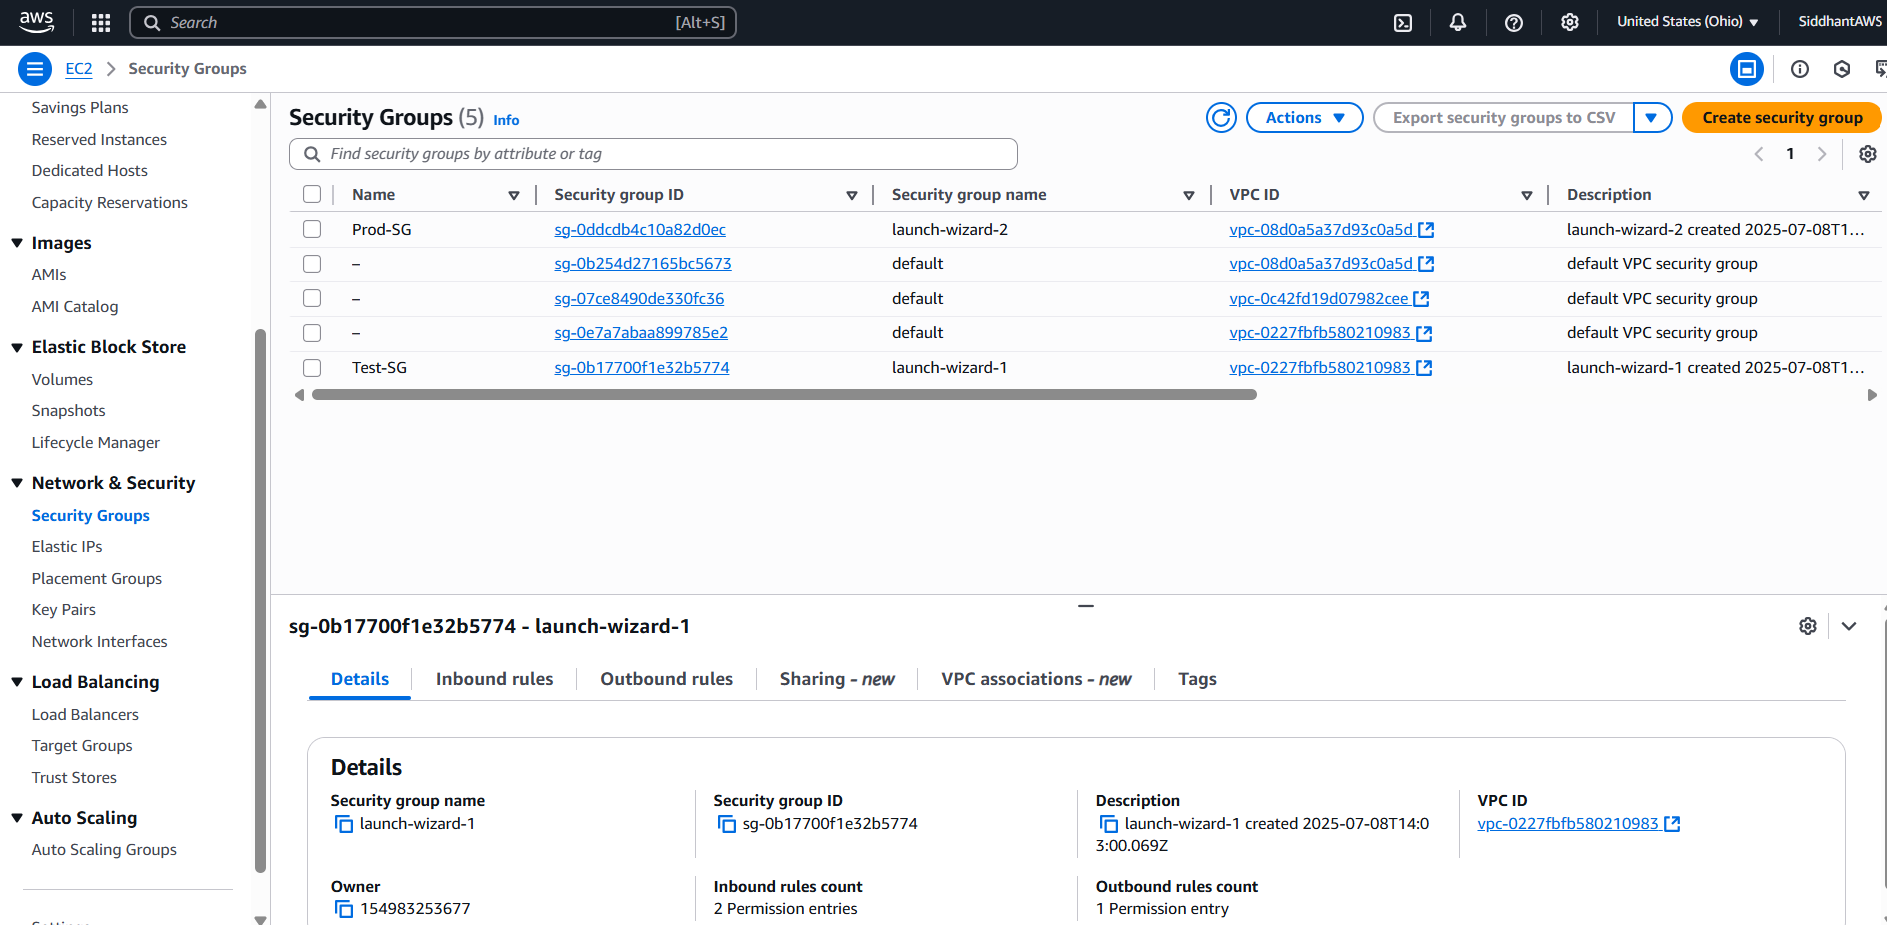 aws
Search [Alt+S]
United States (Ohio)
SiddhantAWS
EC2 Security Groups
Savings Plans
Reserved Instances
Dedicated Hosts
Capacity Reservations
Images
AMIs
AMI Catalog
Elastic Block Store
Volumes
Snapshots
Lifecycle Manager
Network & Security
Security Groups
Elastic IPs
Placement Groups
Key Pairs
Network Interfaces
Load Balancing
Load Balancers
Target Groups
Trust Stores
Auto Scaling
Auto Scaling Groups
Security Groups (5) Info
Actions
Export security groups to CSV
Create security group
Find security groups by attribute or tag
1
Name Security group ID Security group name VPC ID Description
Prod-SG sg-0ddcdb4c10a82d0ec launch-wizard-2 vpc-08d0a5a37d93c0a5d launch-wizard-2 created 2025-07-08T1...
– sg-0b254d27165bc5673 default vpc-08d0a5a37d93c0a5d default VPC security group
– sg-07ce8490de330fc36 default vpc-0c42fd19d07982cee default VPC security group
– sg-0e7a7abaa899785e2 default vpc-0227fbfb580210983 default VPC security group
Test-SG sg-0b17700f1e32b5774 launch-wizard-1 vpc-0227fbfb580210983 launch-wizard-1 created 2025-07-08T1...
sg-0b17700f1e32b5774 - launch-wizard-1
Details Inbound rules Outbound rules Sharing - new VPC associations - new Tags
Details
Security group name
launch-wizard-1
Security group ID
sg-0b17700f1e32b5774
Description
launch-wizard-1 created 2025-07-08T14:0
3:00.069Z
VPC ID
vpc-0227fbfb580210983
Owner
154983253677
Inbound rules count
2 Permission entries
Outbound rules count
1 Permission entry